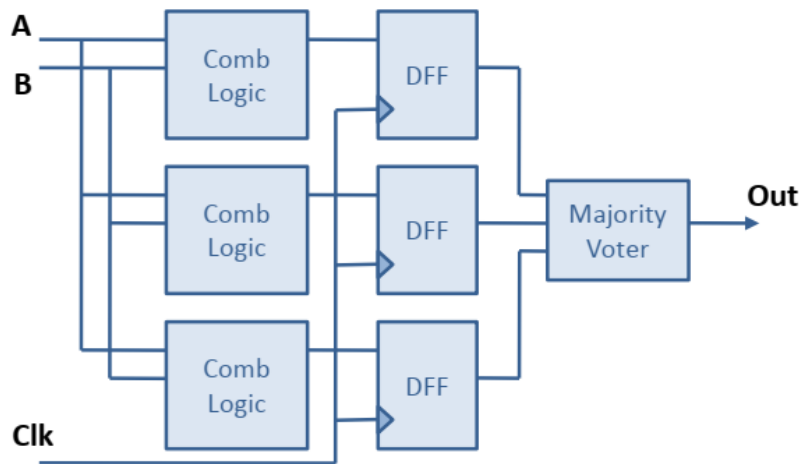 A
B
Comb
Logic
DFF
Comb
Logic
DFF
Majority
Voter
Out
Comb
Logic
DFF
Clk